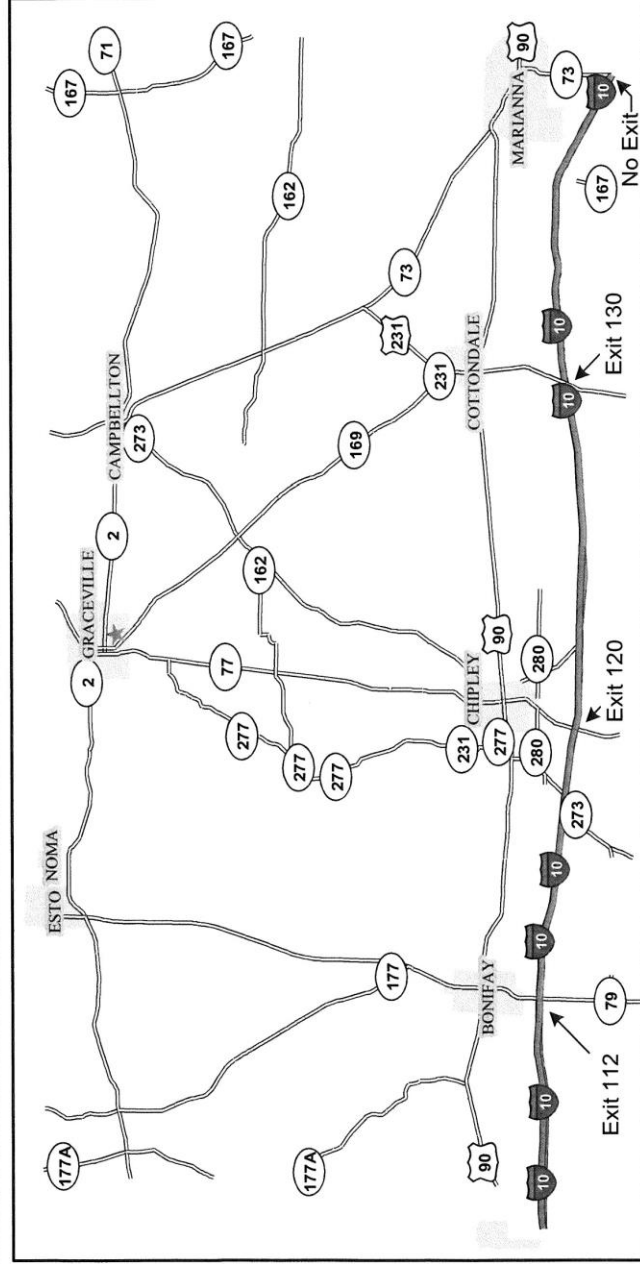 167
71
167
90
MARIANNA
73
10
No Exit
167
162
73
231
10
Exit 130
10
231
COTTONDALE
CAMPBELLTON
273
169
2
162
GRACEVILLE
2
77
277
277
277
CHIPLEY
90
280
231
277
280
Exit 120
273
10
ESTO NOMA
10
177
BONIFAY
79
Exit 112
10
177A
177A
90
10